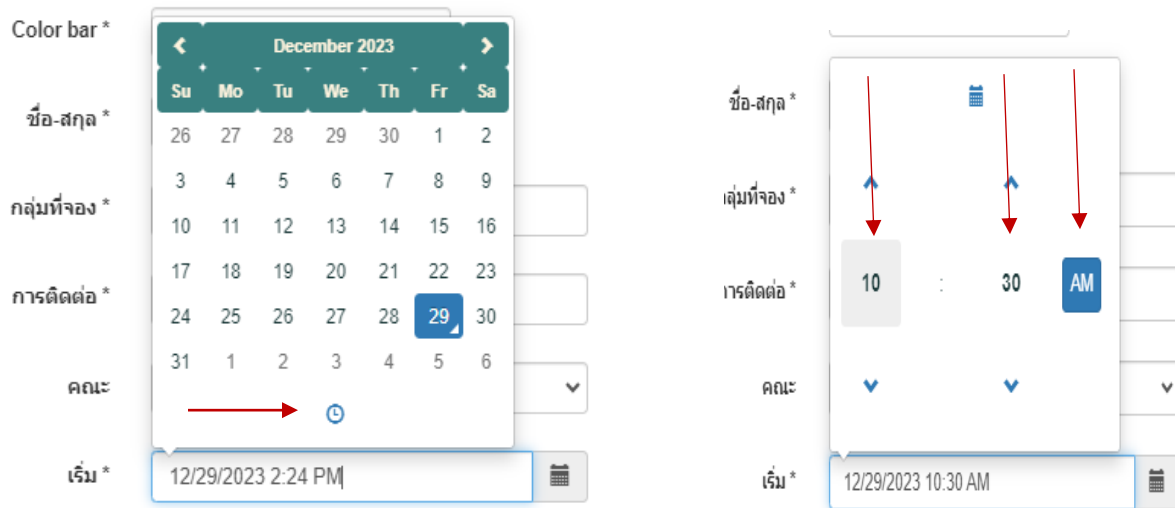 Color bar *
December 2023
Su Mo Tu We Th Fr Sa
26 27 28 29 30 1 2
3 4 5 6 7 8 9
10 11 12 13 14 15 16
17 18 19 20 21 22 23
24 25 26 27 28 29 30
31 1 2 3 4 5 6
ชื่อ-สกุล *
กลุ่มที่จอง *
การติดต่อ *
คณะ
เริ่ม *
12/29/2023 2:24 PM
ชื่อ-สกุล *
ลุ่มที่จอง *
ารติดต่อ *
10 : 30 AM
คณะ
เริ่ม *
12/29/2023 10:30 AM